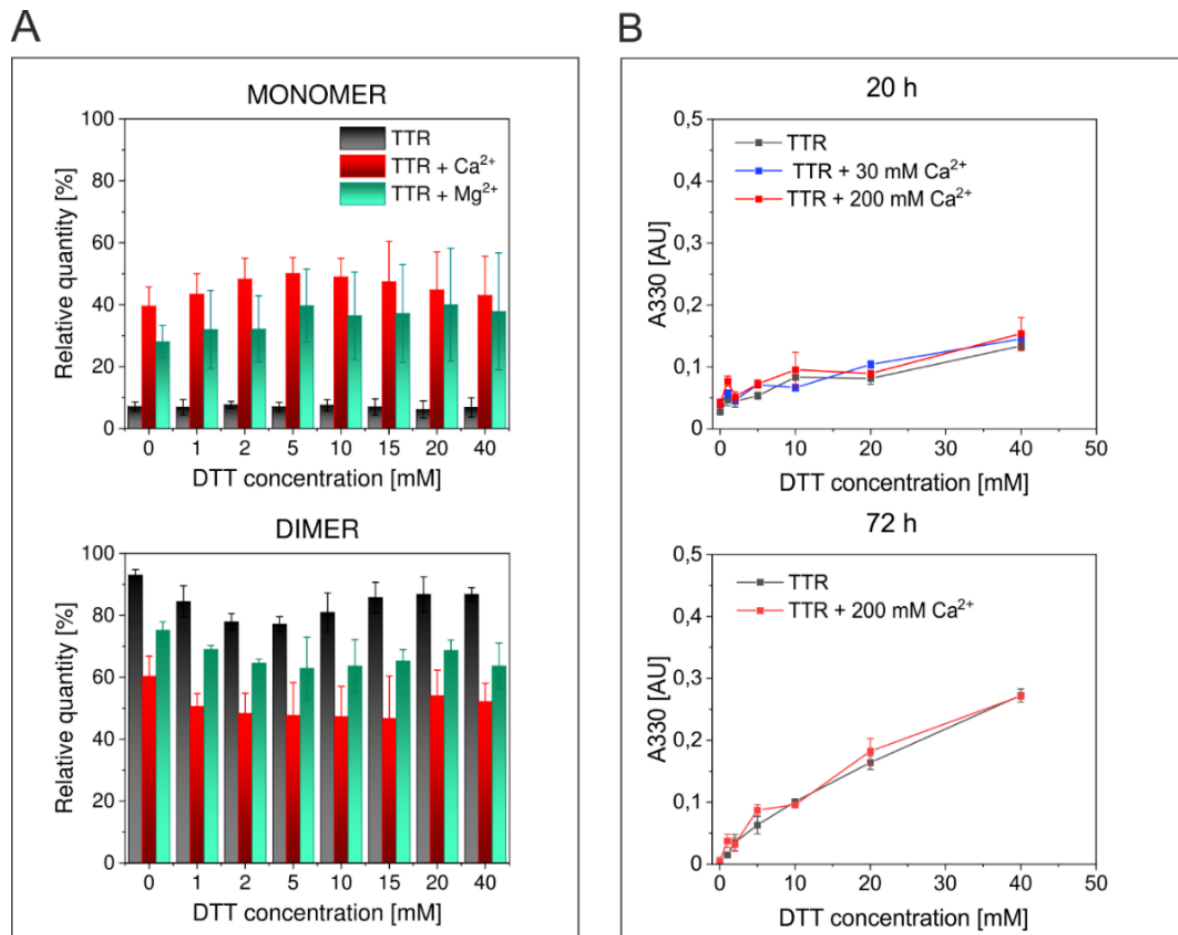 A
MONOMER
Relative quantity [%]
100
80
60
40
20
0
TTR
TTR + Ca²⁺
TTR + Mg²⁺
0 1 2 5 10 15 20 40
DTT concentration [mM]
DIMER
Relative quantity [%]
100
80
60
40
20
0
0 1 2 5 10 15 20 40
DTT concentration [mM]
B
20 h
A330 [AU]
0,5
0,4
0,3
0,2
0,1
0
TTR
TTR + 30 mM Ca²⁺
TTR + 200 mM Ca²⁺
0 10 20 30 40 50
DTT concentration [mM]
72 h
A330 [AU]
0,5
0,4
0,3
0,2
0,1
0
TTR
TTR + 200 mM Ca²⁺
0 10 20 30 40 50
DTT concentration [mM]